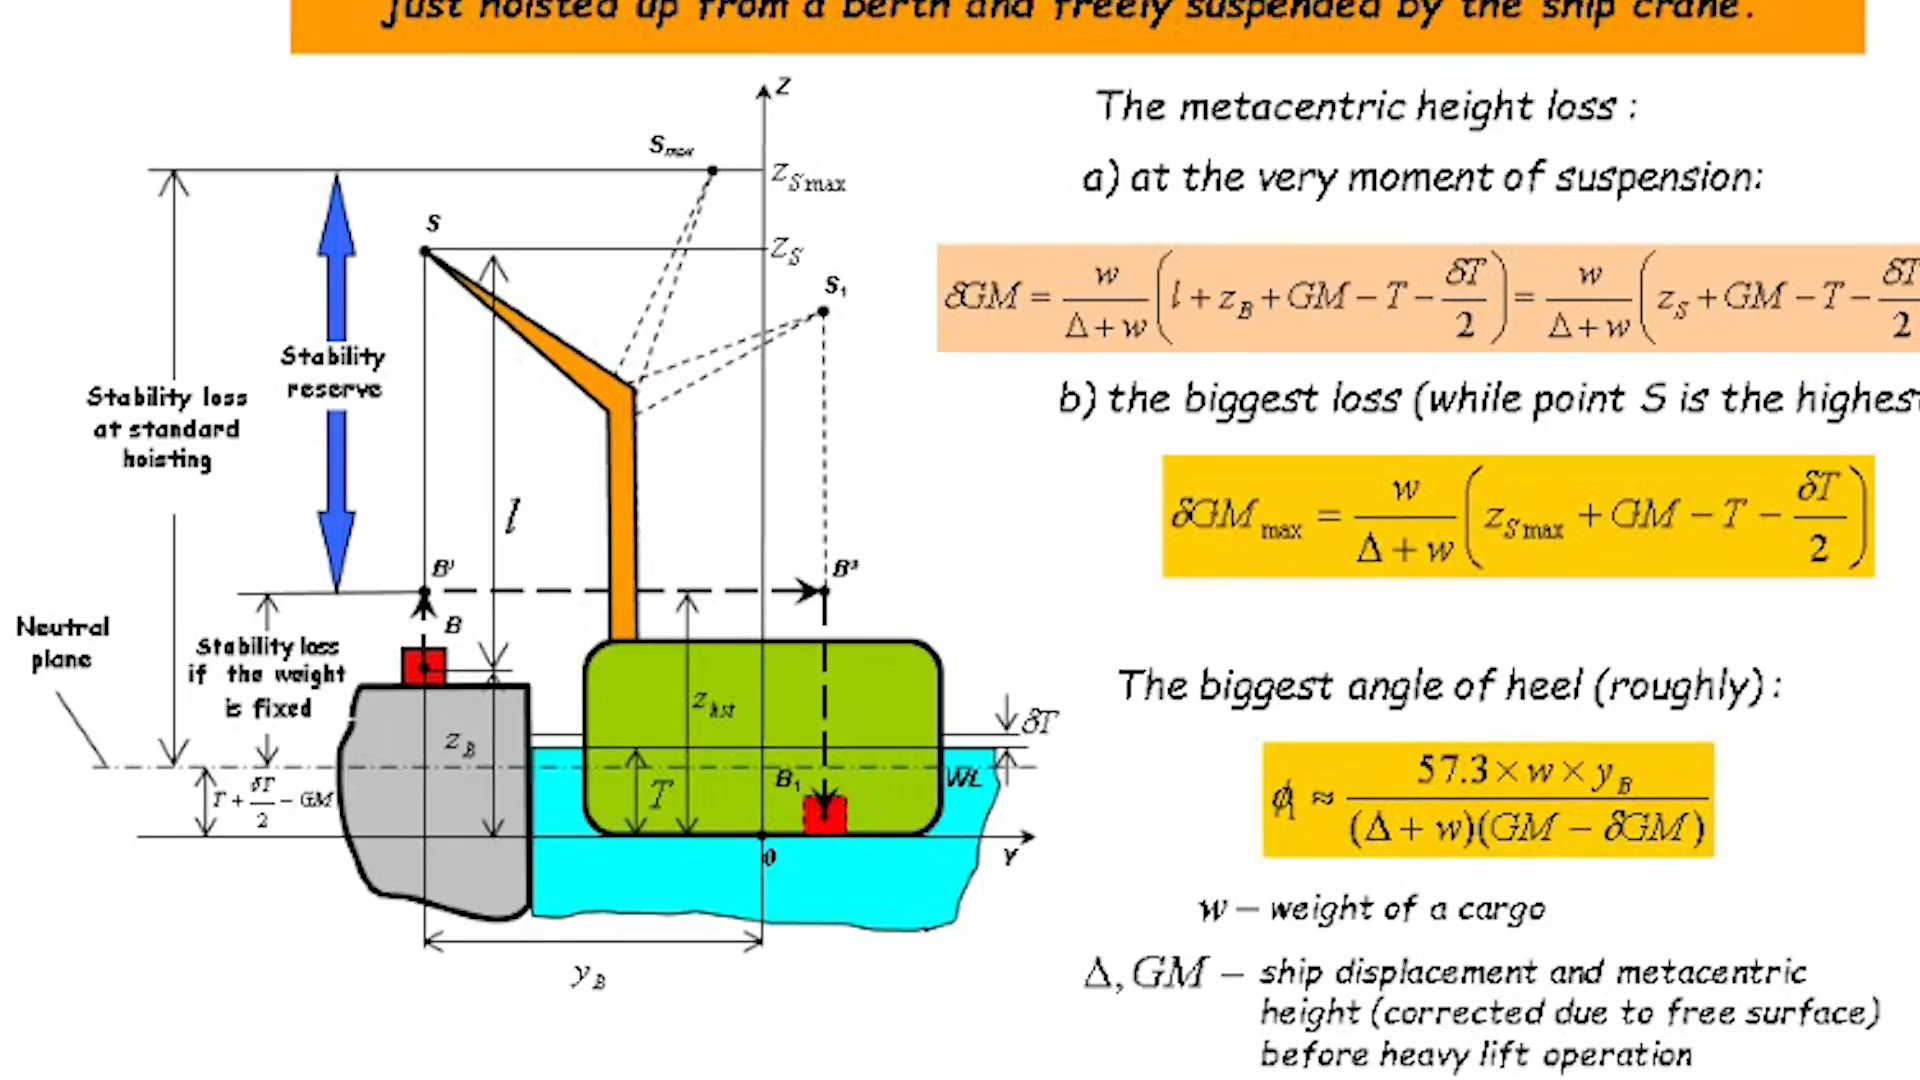 just hoisted up from a berth and freely suspended by the ship crane.
The metacentric height loss :
a) at the very moment of suspension:
δGM = w/(Δ+w) (l + z_B + GM − T − δT/2) = w/(Δ+w) (z_S + GM − T − δT/2
b) the biggest loss (while point S is the highest
δGM_max = w/(Δ+w) (z_Smax + GM − T − δT/2)
The biggest angle of heel (roughly) :
≈ 57.3 × w × y_B / (Δ + w)(GM − δGM)
w – weight of a cargo
Δ, GM – ship displacement and metacentric
height (corrected due to free surface)
before heavy lift operation
Z
S max
z_Smax
S
z_S
S₁
Stability
reserve
Stability loss
at standard
hoisting
l
B'
B"
B
Neutral
plane
Stability loss
if the weight
is fixed
z_B
z_hst
δT
T
B₁
WL
T + δT/2 − GM
0
Y
y_B